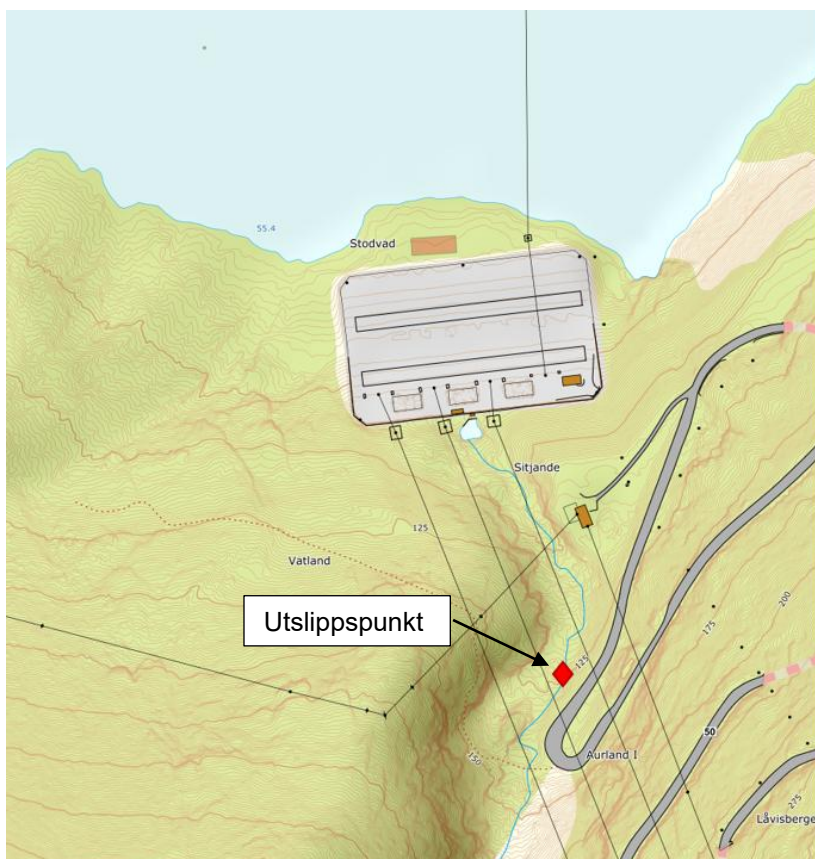 55.4
Stodvad
Sitjande
125
Vatland
Utslippspunkt
200
175
125
50
150
Aurland I
275
Låvisberge